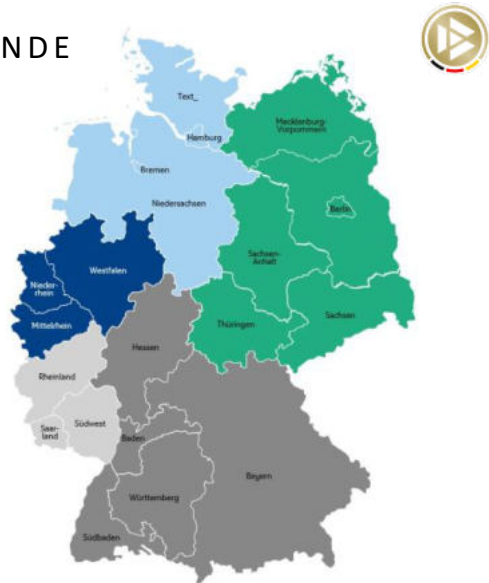 NDE
Text_
Hamburg
Mecklenburg-
Vorpommern
Bremen
Niedersachsen
Berlin
Westfalen
Sachsen-
Anhalt
Nieder-
rhein
Mittelrhein
Thüringen
Sachsen
Hessen
Rheinland
Südwest
Saar-
land
Baden
Bayern
Württemberg
Südbaden